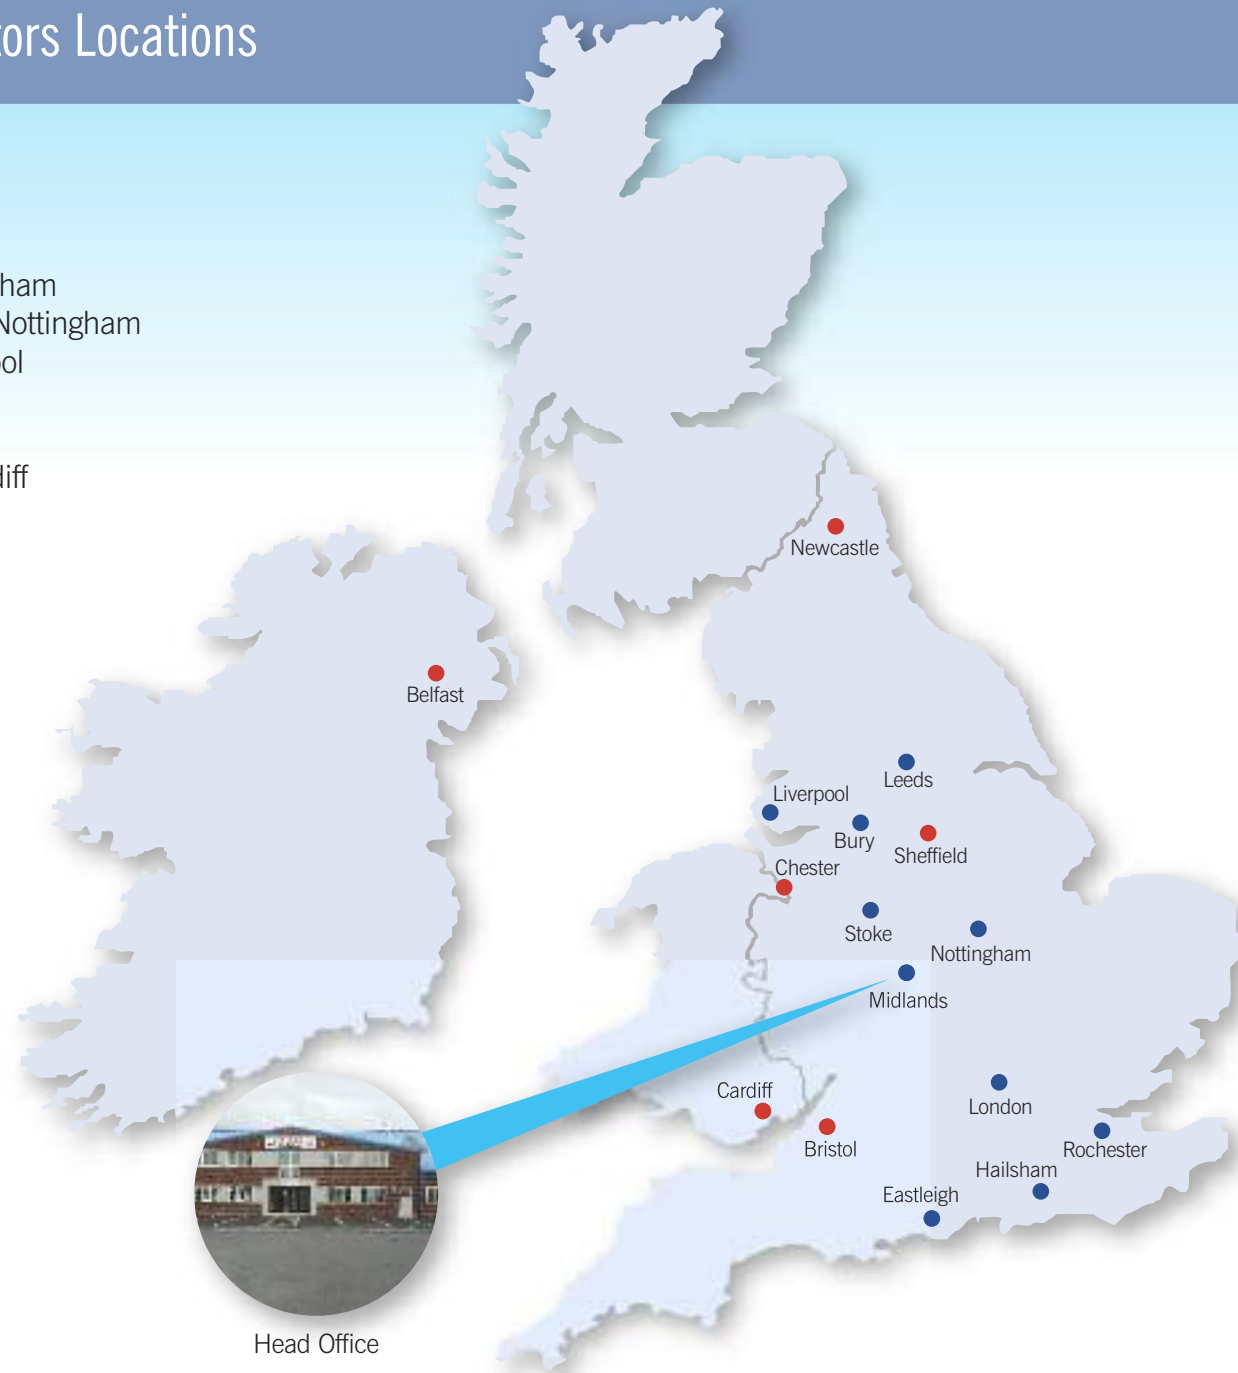 tors Locations
ham
Nottingham
ol
diff
Newcastle
Belfast
Leeds
Liverpool
Bury
Sheffield
Chester
Stoke
Nottingham
Midlands
Cardiff
London
Bristol
Rochester
Hailsham
Eastleigh
Head Office